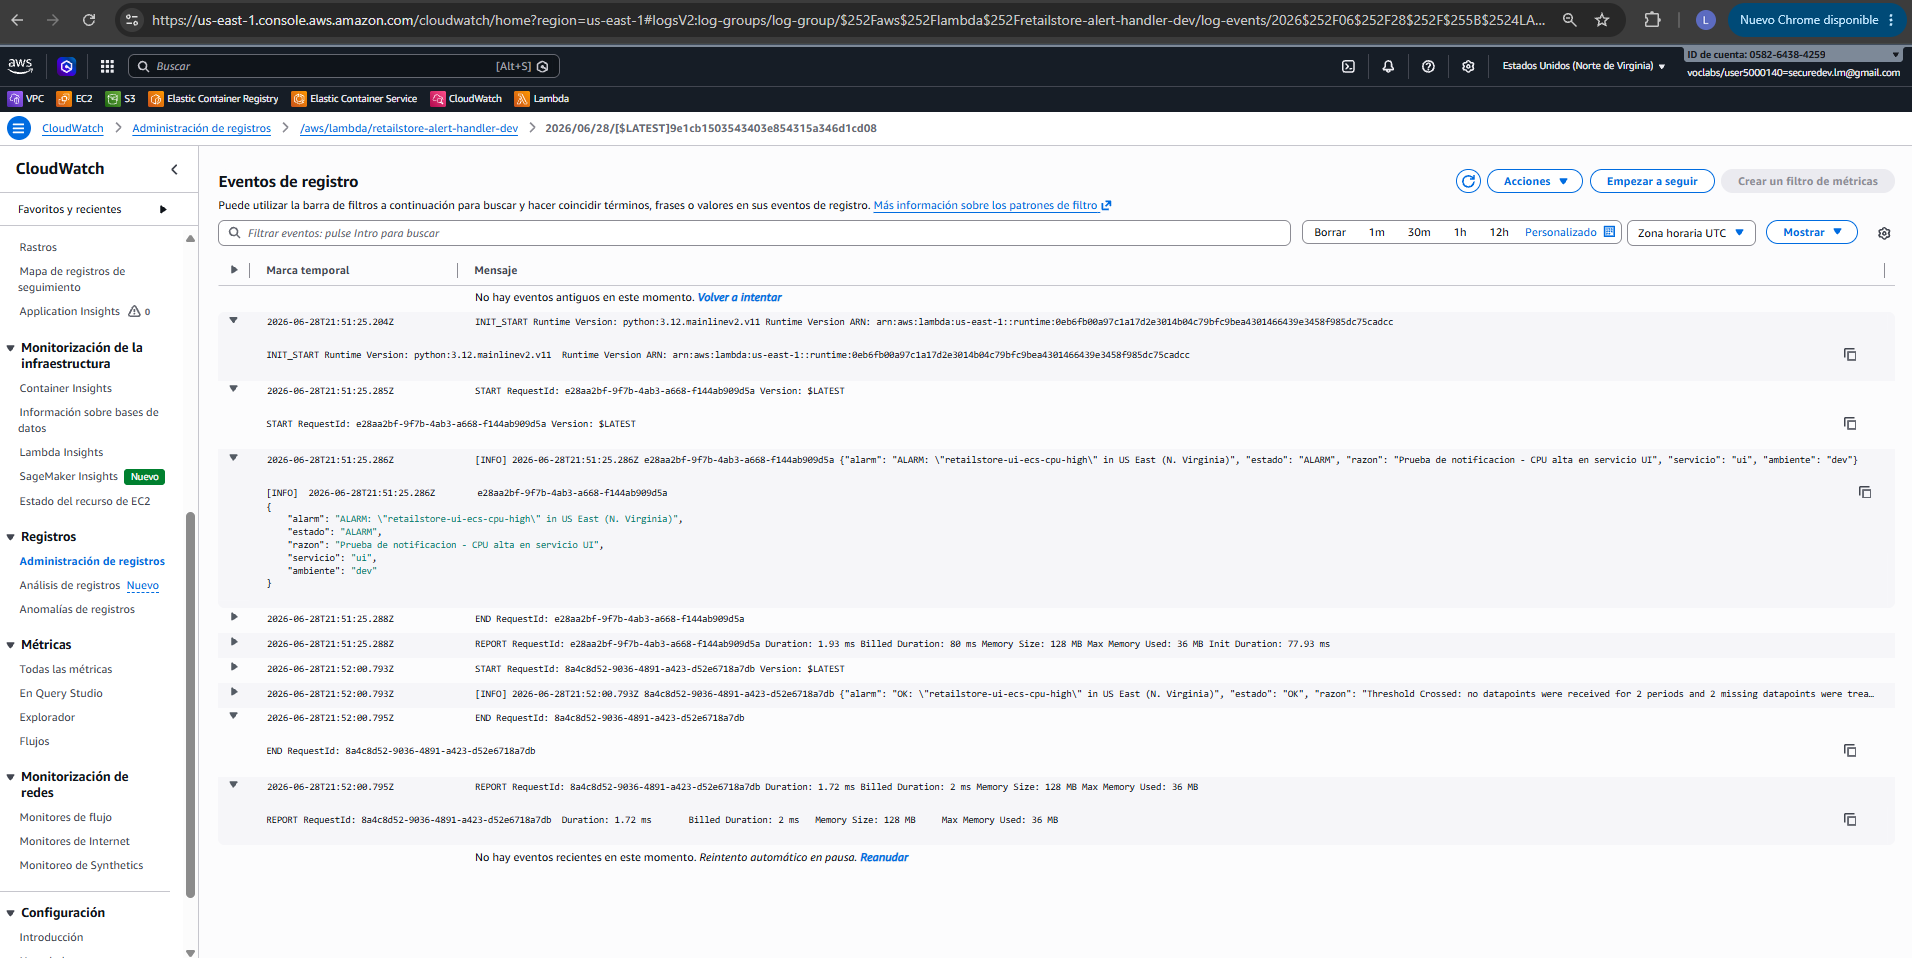 https://us-east-1.console.aws.amazon.com/cloudwatch/home?region=us-east-1#logsV2:log-groups/log-group/$252Faws$252Flambda$252Fretailstore-alert-handler-dev/log-events/2026$252F06$252F28$252F$255B$2524LA...
L
Nuevo Chrome disponible
aws
Buscar
[Alt+S]
Estados Unidos (Norte de Virginia)
ID de cuenta: 0582-6438-4259
voclabs/user5000140=securedev.lm@gmail.com
VPC
EC2
S3
Elastic Container Registry
Elastic Container Service
CloudWatch
Lambda
CloudWatch
Administración de registros
/aws/lambda/retailstore-alert-handler-dev
2026/06/28/[$LATEST]9e1cb1503543403e854315a346d1cd08
CloudWatch
Favoritos y recientes
Rastros
Mapa de registros de
seguimiento
Application Insights
0
Monitorización de la
infraestructura
Container Insights
Información sobre bases de
datos
Lambda Insights
SageMaker Insights Nuevo
Estado del recurso de EC2
Registros
Administración de registros
Análisis de registros Nuevo
Anomalías de registros
Métricas
Todas las métricas
En Query Studio
Explorador
Flujos
Monitorización de
redes
Monitores de flujo
Monitores de Internet
Monitoreo de Synthetics
Configuración
Introducción
Eventos de registro
Acciones
Empezar a seguir
Crear un filtro de métricas
Puede utilizar la barra de filtros a continuación para buscar y hacer coincidir términos, frases o valores en sus eventos de registro. Más información sobre los patrones de filtro
Filtrar eventos: pulse Intro para buscar
Borrar
1m
30m
1h
12h
Personalizado
Zona horaria UTC
Mostrar
Marca temporal
Mensaje
No hay eventos antiguos en este momento. Volver a intentar
2026-06-28T21:51:25.204Z INIT_START Runtime Version: python:3.12.mainlinev2.v11 Runtime Version ARN: arn:aws:lambda:us-east-1::runtime:0eb6fb00a97c1a17d2e3014b04c79bfc9bea4301466439e3458f985dc75cadcc
INIT_START Runtime Version: python:3.12.mainlinev2.v11 Runtime Version ARN: arn:aws:lambda:us-east-1::runtime:0eb6fb00a97c1a17d2e3014b04c79bfc9bea4301466439e3458f985dc75cadcc
2026-06-28T21:51:25.285Z START RequestId: e28aa2bf-9f7b-4ab3-a668-f144ab909d5a Version: $LATEST
START RequestId: e28aa2bf-9f7b-4ab3-a668-f144ab909d5a Version: $LATEST
2026-06-28T21:51:25.286Z [INFO] 2026-06-28T21:51:25.286Z e28aa2bf-9f7b-4ab3-a668-f144ab909d5a {"alarm": "ALARM: \"retailstore-ui-ecs-cpu-high\" in US East (N. Virginia)", "estado": "ALARM", "razon": "Prueba de notificacion - CPU alta en servicio UI", "servicio": "ui", "ambiente": "dev"}
[INFO] 2026-06-28T21:51:25.286Z e28aa2bf-9f7b-4ab3-a668-f144ab909d5a
{
"alarm": "ALARM: \"retailstore-ui-ecs-cpu-high\" in US East (N. Virginia)",
"estado": "ALARM",
"razon": "Prueba de notificacion - CPU alta en servicio UI",
"servicio": "ui",
"ambiente": "dev"
}
2026-06-28T21:51:25.288Z END RequestId: e28aa2bf-9f7b-4ab3-a668-f144ab909d5a
2026-06-28T21:51:25.288Z REPORT RequestId: e28aa2bf-9f7b-4ab3-a668-f144ab909d5a Duration: 1.93 ms Billed Duration: 80 ms Memory Size: 128 MB Max Memory Used: 36 MB Init Duration: 77.93 ms
2026-06-28T21:52:00.793Z START RequestId: 8a4c8d52-9036-4891-a423-d52e6718a7db Version: $LATEST
2026-06-28T21:52:00.793Z [INFO] 2026-06-28T21:52:00.793Z 8a4c8d52-9036-4891-a423-d52e6718a7db {"alarm": "OK: \"retailstore-ui-ecs-cpu-high\" in US East (N. Virginia)", "estado": "OK", "razon": "Threshold Crossed: no datapoints were received for 2 periods and 2 missing datapoints were trea...
2026-06-28T21:52:00.795Z END RequestId: 8a4c8d52-9036-4891-a423-d52e6718a7db
END RequestId: 8a4c8d52-9036-4891-a423-d52e6718a7db
2026-06-28T21:52:00.795Z REPORT RequestId: 8a4c8d52-9036-4891-a423-d52e6718a7db Duration: 1.72 ms Billed Duration: 2 ms Memory Size: 128 MB Max Memory Used: 36 MB
REPORT RequestId: 8a4c8d52-9036-4891-a423-d52e6718a7db Duration: 1.72 ms Billed Duration: 2 ms Memory Size: 128 MB Max Memory Used: 36 MB
No hay eventos recientes en este momento. Reintento automático en pausa. Reanudar